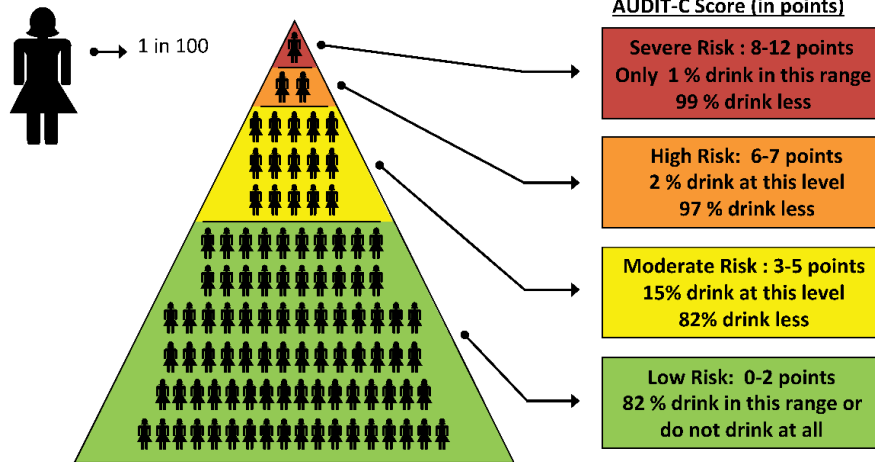 AUDIT-C Score (in points)
1 in 100
Severe Risk : 8-12 points
Only 1 % drink in this range
99 % drink less
High Risk: 6-7 points
2 % drink at this level
97 % drink less
Moderate Risk : 3-5 points
15% drink at this level
82% drink less
Low Risk: 0-2 points
82 % drink in this range or
do not drink at all